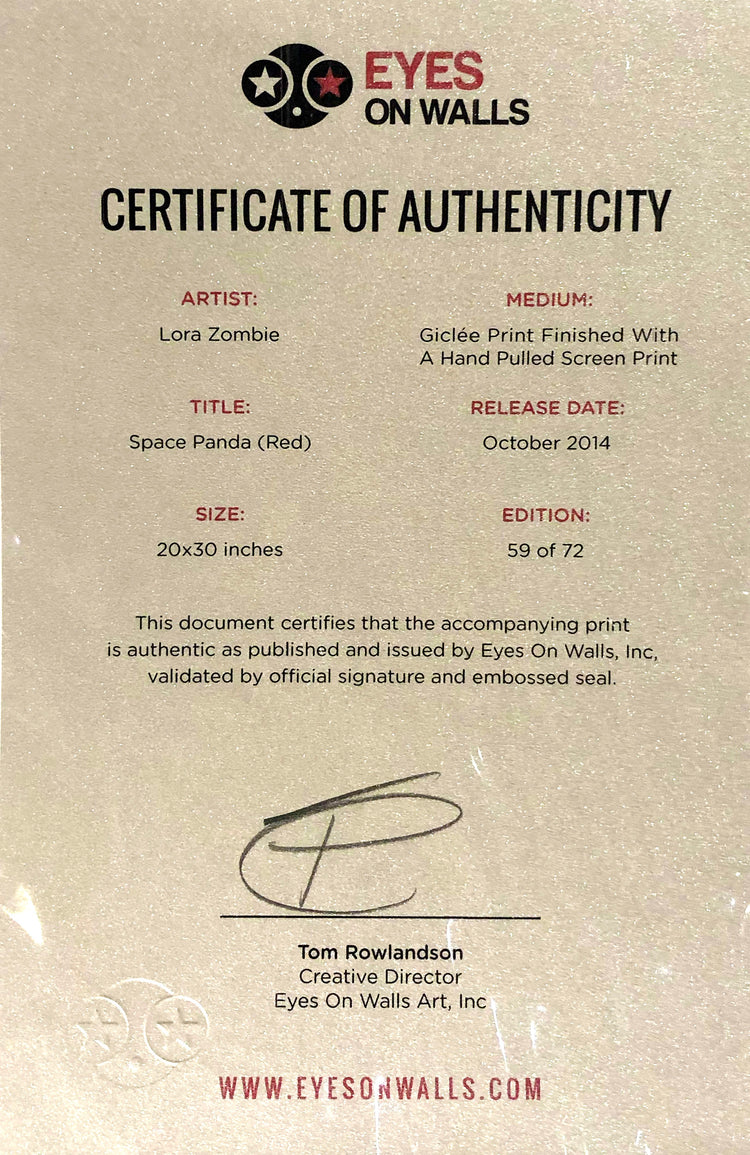 EYES
ON WALLS
CERTIFICATE OF AUTHENTICITY
ARTIST:
Lora Zombie
MEDIUM:
Giclée Print Finished With
A Hand Pulled Screen Print
TITLE:
Space Panda (Red)
RELEASE DATE:
October 2014
SIZE:
20x30 inches
EDITION:
59 of 72
This document certifies that the accompanying print
is authentic as published and issued by Eyes On Walls, Inc,
validated by official signature and embossed seal.
Tom Rowlandson
Creative Director
Eyes On Walls Art, Inc
WWW.EYESONWALLS.COM